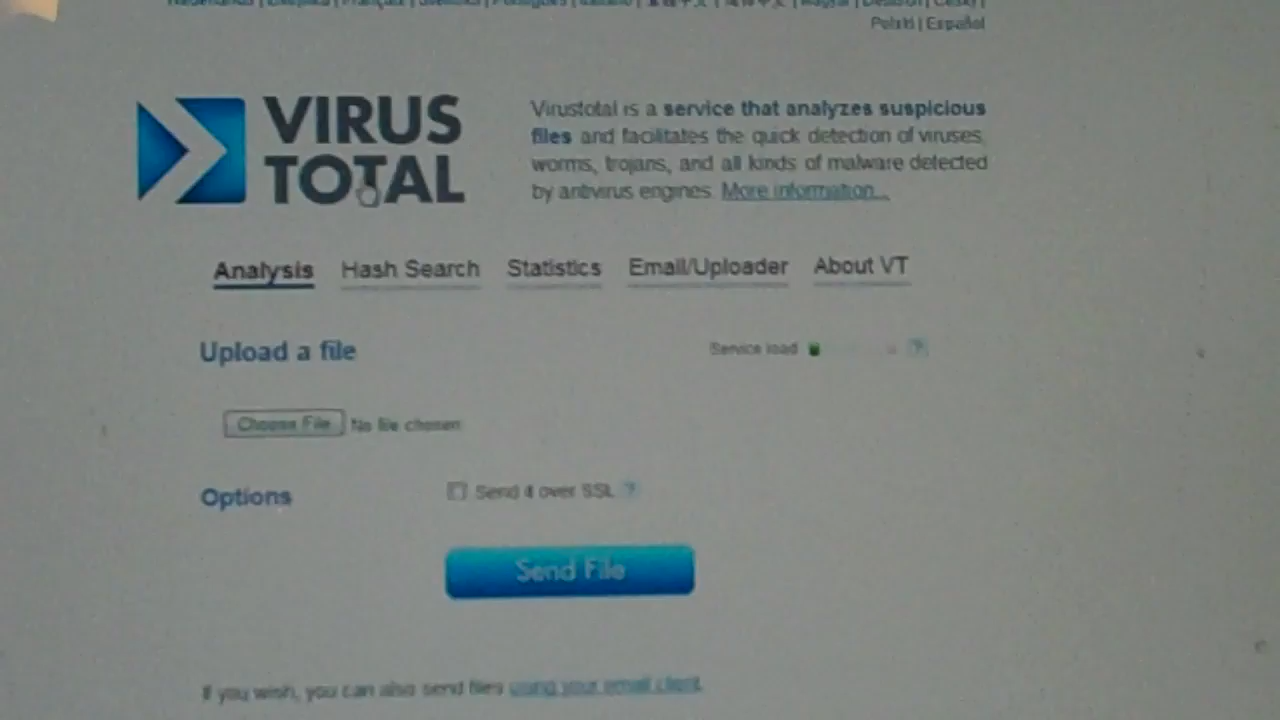 Polski | Español
VIRUS
TOTAL
Virustotal is a service that analyzes suspicious
files and facilitates the quick detection of viruses,
worms, trojans, and all kinds of malware detected
by antivirus engines. More information...
Analysis Hash Search Statistics Email/Uploader About VT
Upload a file
Service load ?
Choose File No file chosen
Options
Send it over SSL ?
Send File
If you wish, you can also send files using your email client.